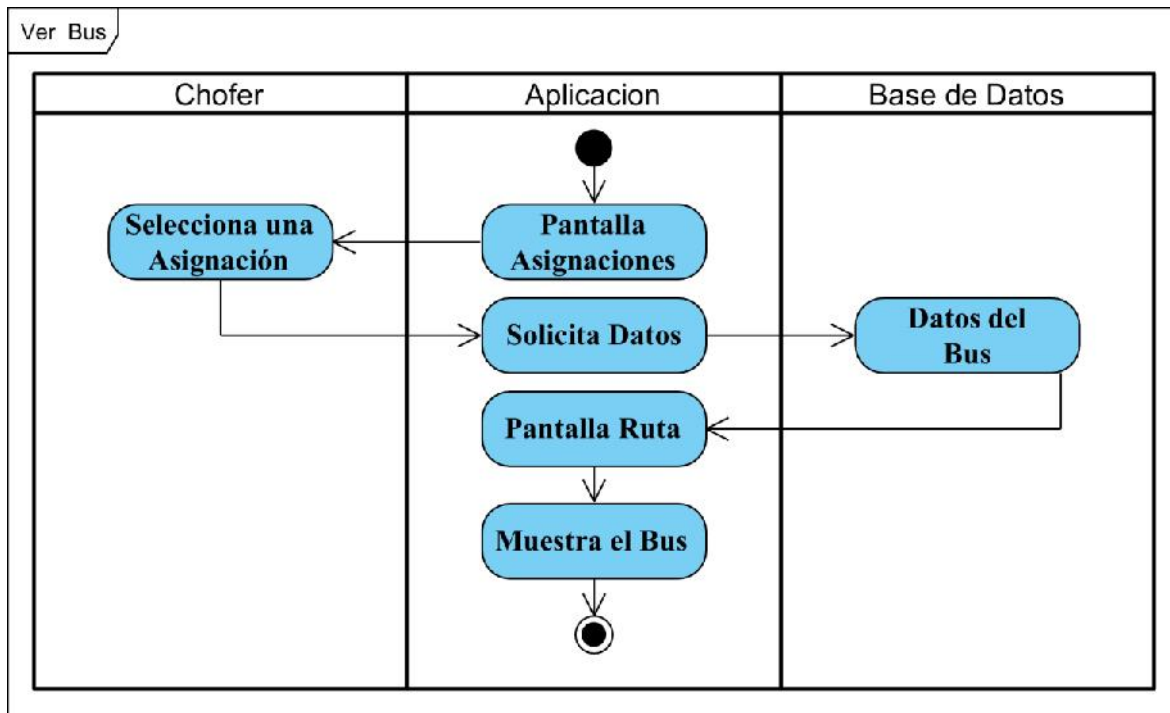 Ver Bus
Chofer
Aplicacion
Base de Datos
Selecciona una
Asignación
Pantalla
Asignaciones
Solicita Datos
Datos del
Bus
Pantalla Ruta
Muestra el Bus